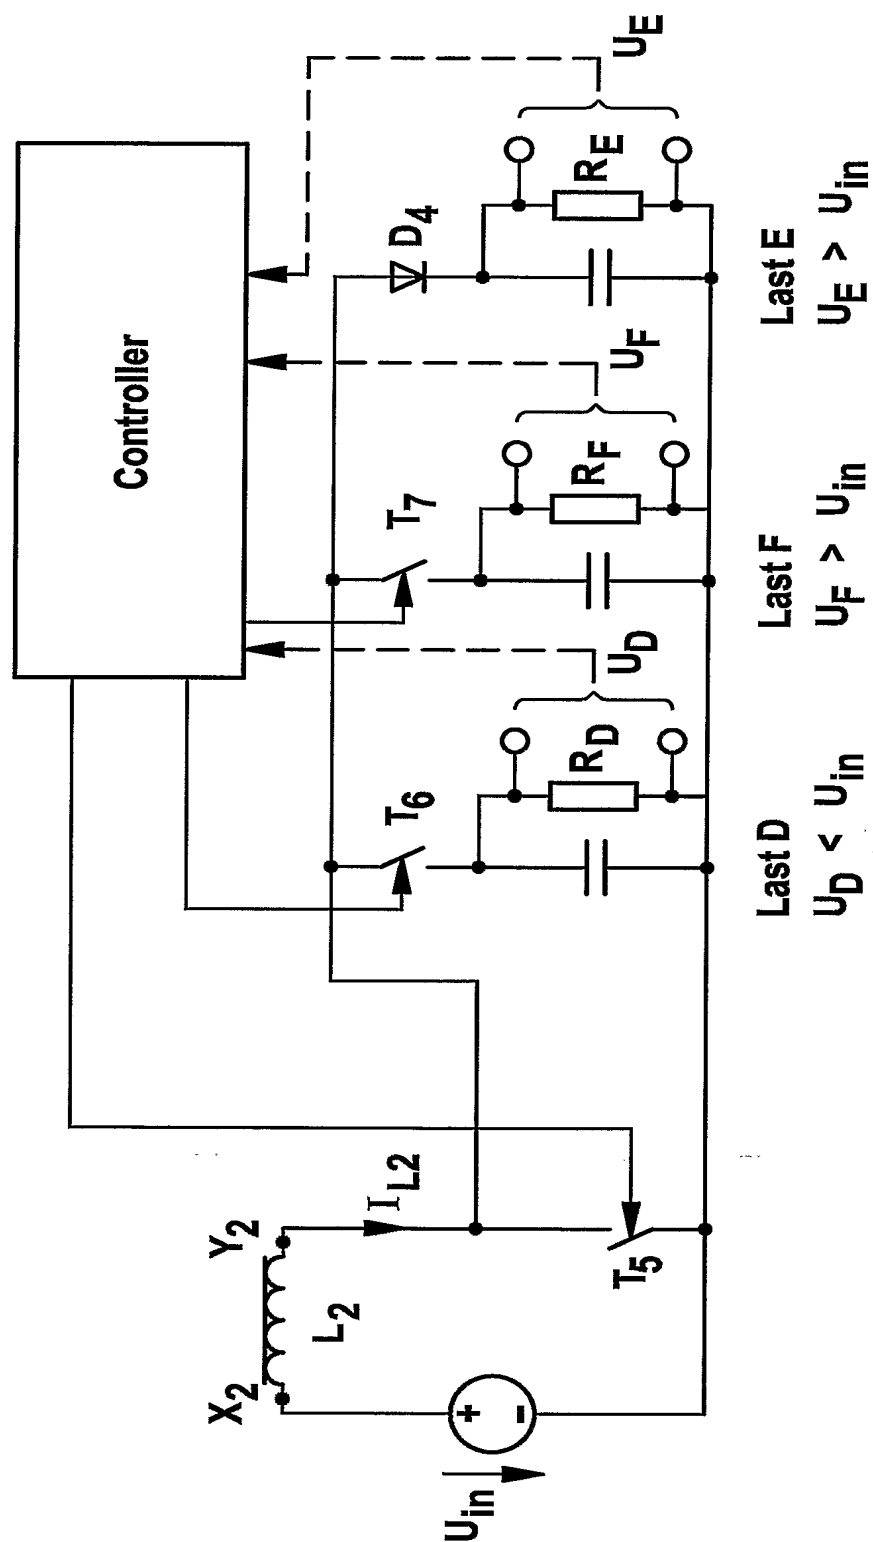 Controller
U_in
X_2
L_2
Y_2
I_L2
T_5
T_6
T_7
D_4
+
-
R_D
U_D
R_F
U_F
R_E
U_E
Last D
U_D < U_in
Last F
U_F > U_in
Last E
U_E > U_in